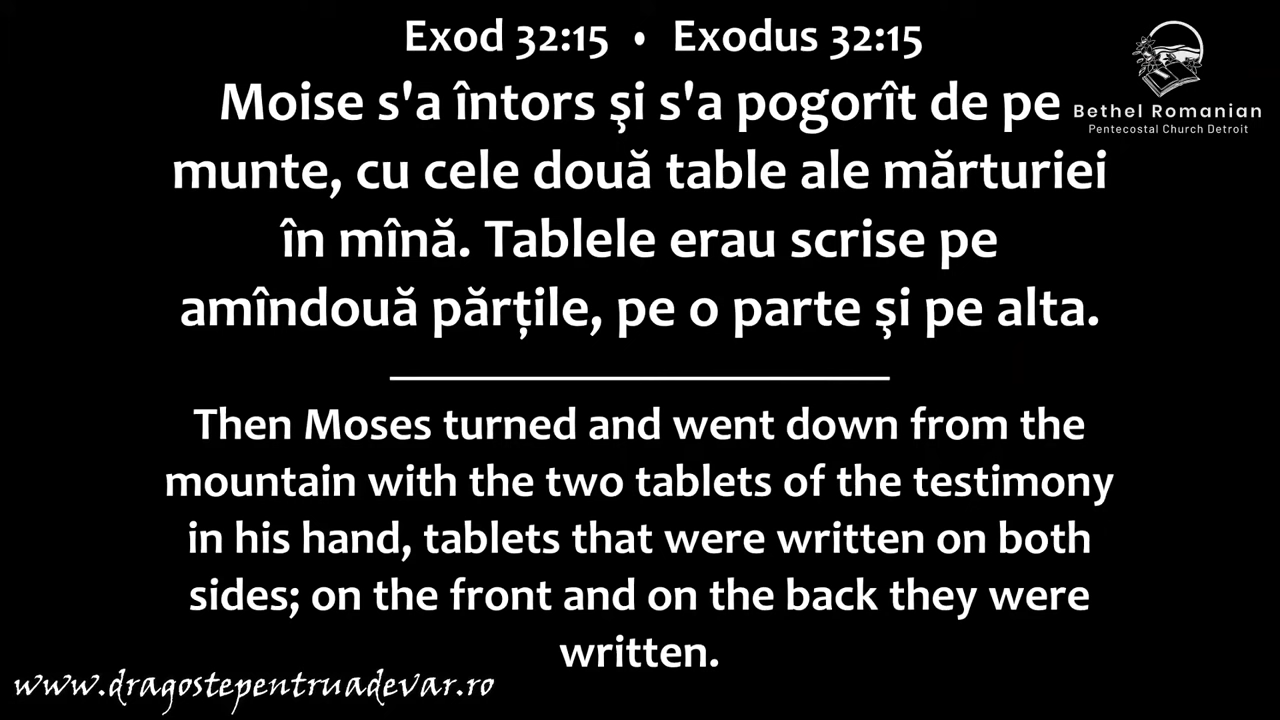 Exod 32:15 • Exodus 32:15
Moise s'a întors şi s'a pogorît de pe
munte, cu cele două table ale mărturiei
în mînă. Tablele erau scrise pe
amîndouă părţile, pe o parte şi pe alta.
Then Moses turned and went down from the
mountain with the two tablets of the testimony
in his hand, tablets that were written on both
sides; on the front and on the back they were
written.
Bethel Romanian
Pentecostal Church Detroit
www.dragostepentruadevar.ro